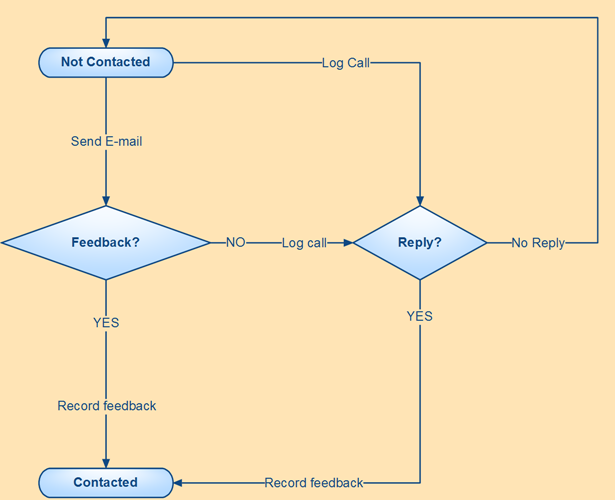 Not Contacted
Log Call
Send E-mail
Feedback?
NO
Log call
Reply?
No Reply
YES
YES
Record feedback
Contacted
Record feedback